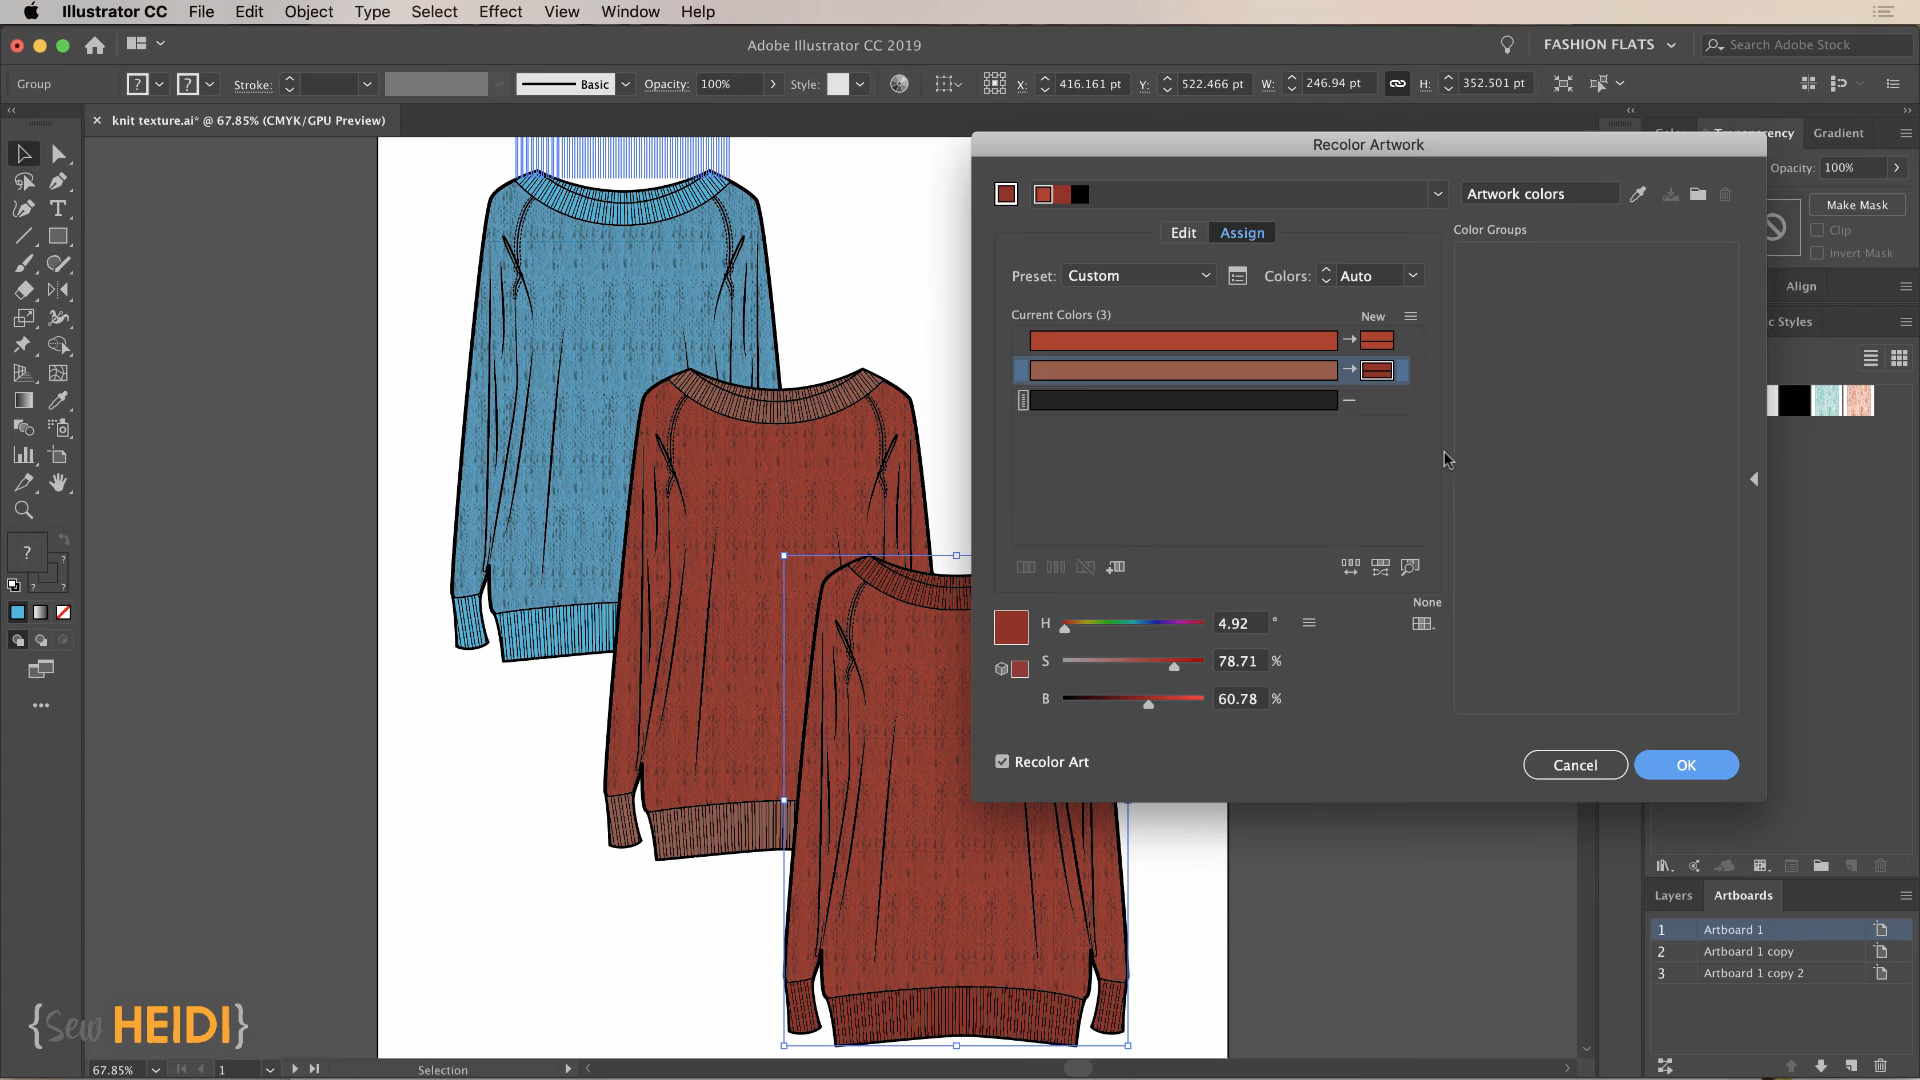 Illustrator CC File Edit Object Type Select Effect View Window Help
Adobe Illustrator CC 2019
FASHION FLATS
Search Adobe Stock
Group
? ?
Stroke:
Basic
Opacity: 100%
Style:
X: 416.161 pt Y: 522.466 pt W: 246.94 pt H: 352.501 pt
× knit texture.ai* @ 67.85% (CMYK/GPU Preview)
Recolor Artwork
Transparency Gradient
Opacity: 100%
Artwork colors
Make Mask
Edit Assign
Color Groups
Clip
Invert Mask
Preset: Custom
Colors: Auto
Align
Current Colors (3)
New
c Styles
?
?
? ?
None
H 4.92 °
S 78.71 %
B 60.78 %
Recolor Art
Cancel OK
Layers Artboards
1 Artboard 1
2 Artboard 1 copy
3 Artboard 1 copy 2
{Sew HEIDI}
67.85%
1
Selection